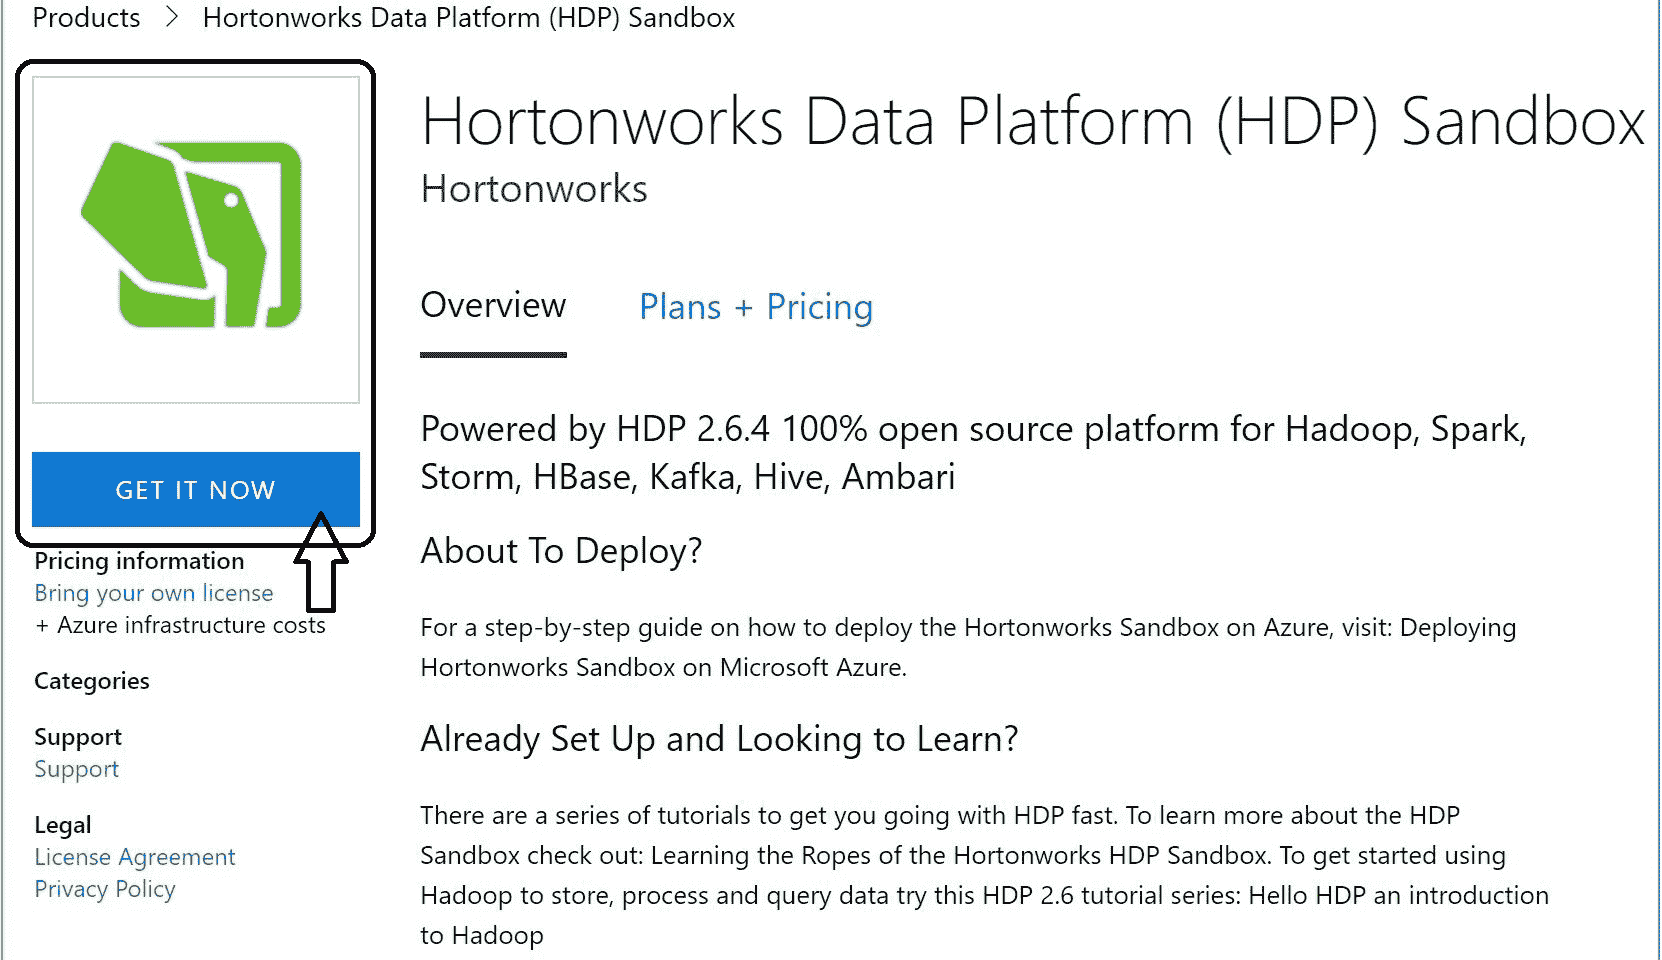 Products > Hortonworks Data Platform (HDP) Sandbox
Hortonworks Data Platform (HDP) Sandbox
Hortonworks
GET IT NOW
Pricing information
Bring your own license
+ Azure infrastructure costs
Categories
Support
Support
Legal
License Agreement
Privacy Policy
Overview
Plans + Pricing
Powered by HDP 2.6.4 100% open source platform for Hadoop, Spark,
Storm, HBase, Kafka, Hive, Ambari
About To Deploy?
For a step-by-step guide on how to deploy the Hortonworks Sandbox on Azure, visit: Deploying
Hortonworks Sandbox on Microsoft Azure.
Already Set Up and Looking to Learn?
There are a series of tutorials to get you going with HDP fast. To learn more about the HDP
Sandbox check out: Learning the Ropes of the Hortonworks HDP Sandbox. To get started using
Hadoop to store, process and query data try this HDP 2.6 tutorial series: Hello HDP an introduction
to Hadoop